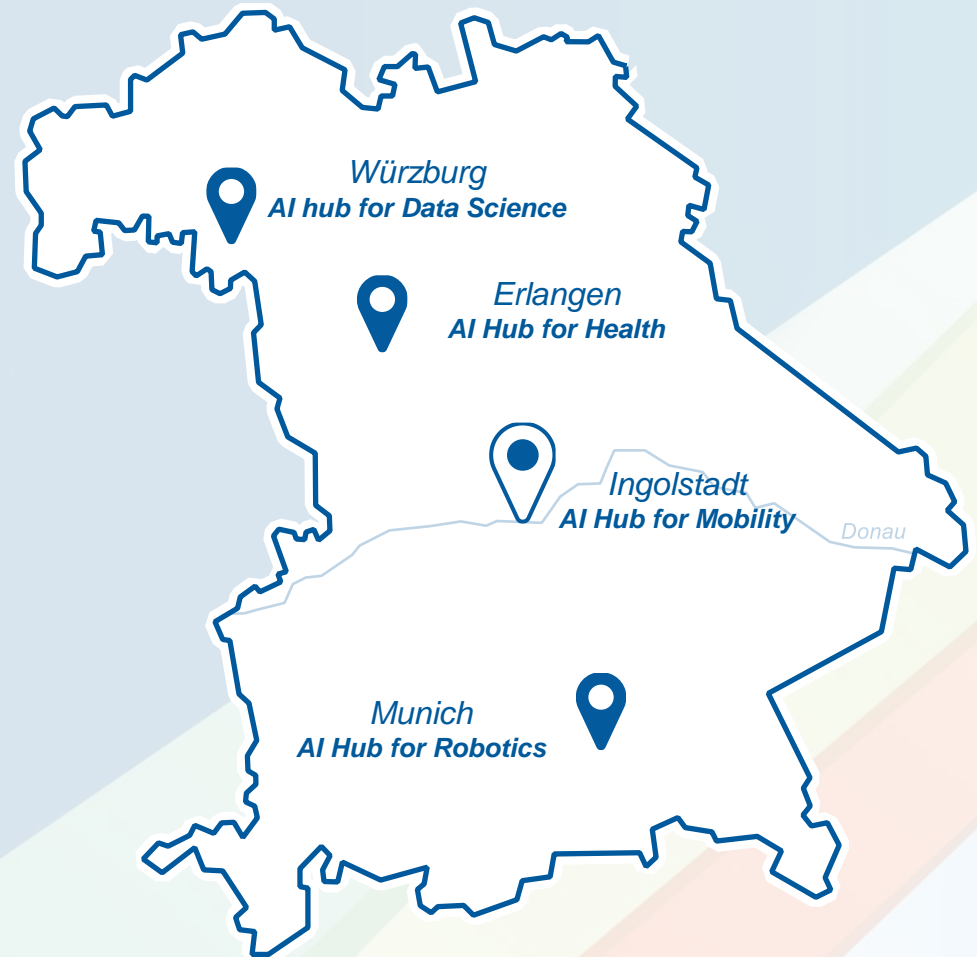 Würzburg
AI hub for Data Science
Erlangen
AI Hub for Health
Ingolstadt
AI Hub for Mobility
Donau
Munich
AI Hub for Robotics